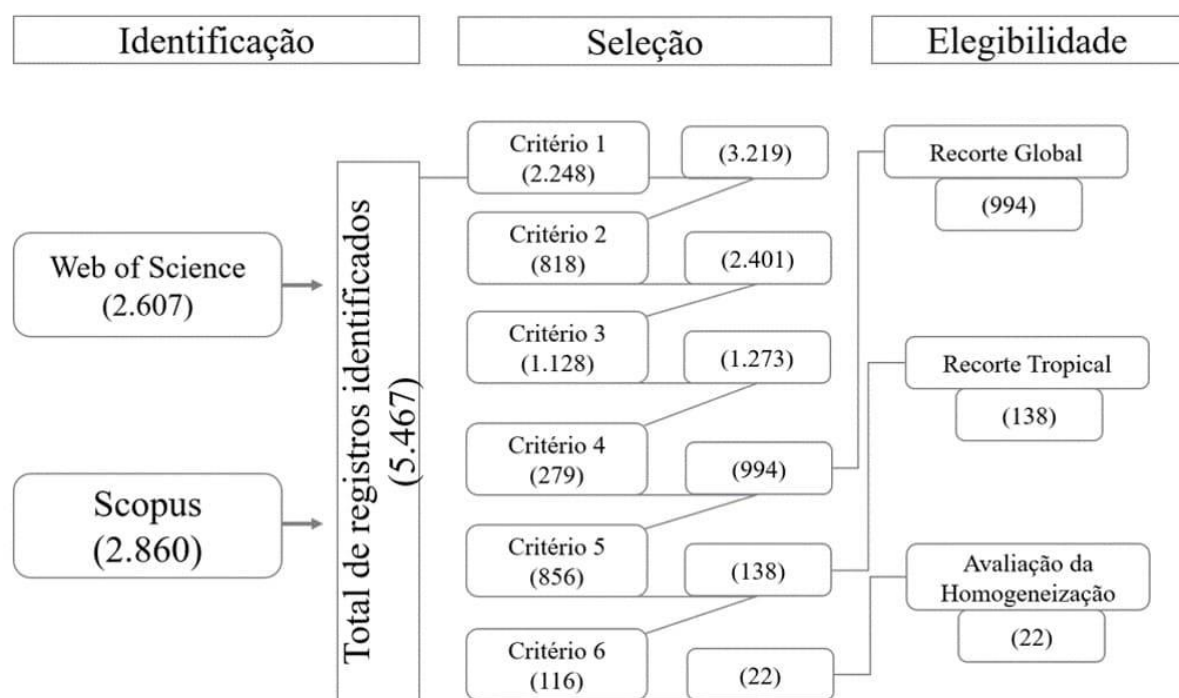 Identificação
Seleção
Elegibilidade
Web of Science
(2.607)
Scopus
(2.860)
Total de registros identificados
(5.467)
Critério 1
(2.248)
(3.219)
Critério 2
(818)
(2.401)
Critério 3
(1.128)
(1.273)
Critério 4
(279)
(994)
Critério 5
(856)
(138)
Critério 6
(116)
(22)
Recorte Global
(994)
Recorte Tropical
(138)
Avaliação da
Homogeneização
(22)